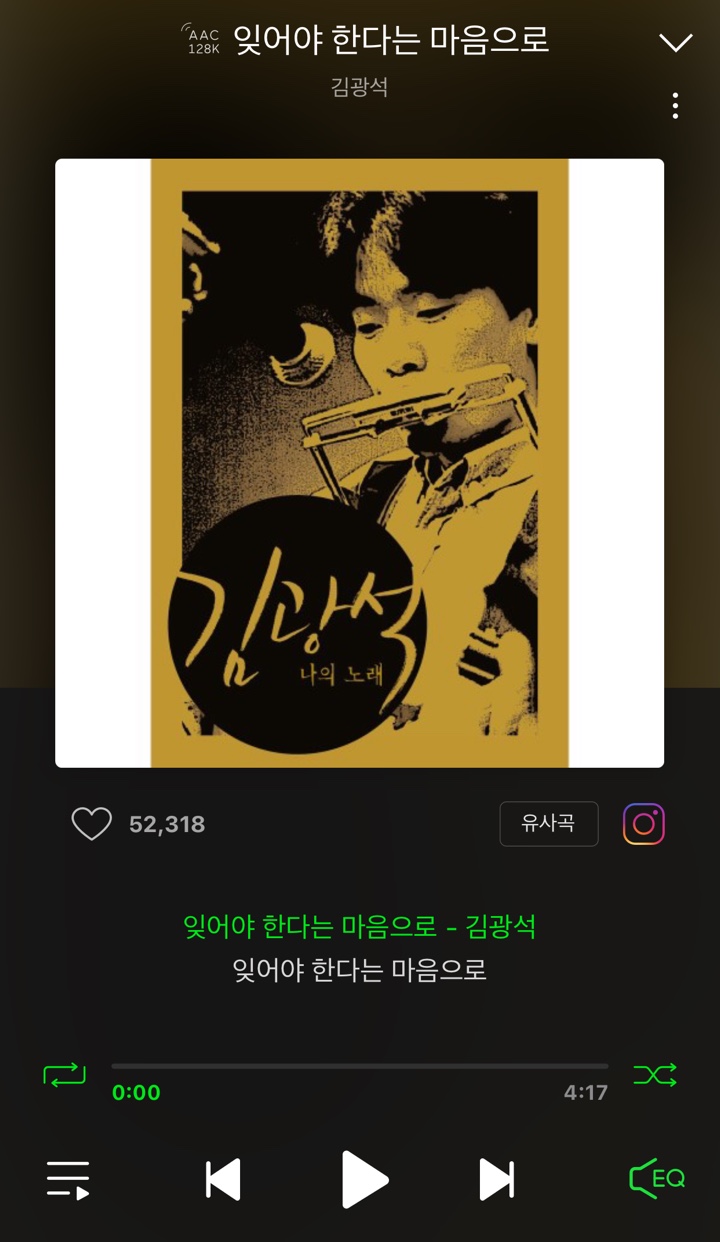 AAC
128K
잊어야 한다는 마음으로
김광석
김광석
나의 노래
52,318
유사곡
잊어야 한다는 마음으로 - 김광석
잊어야 한다는 마음으로
0:00
4:17
EQ